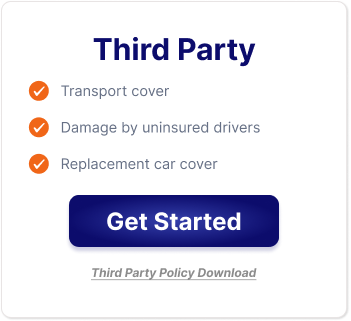 Third Party
Transport cover
Damage by uninsured drivers
Replacement car cover
Get Started
Third Party Policy Download